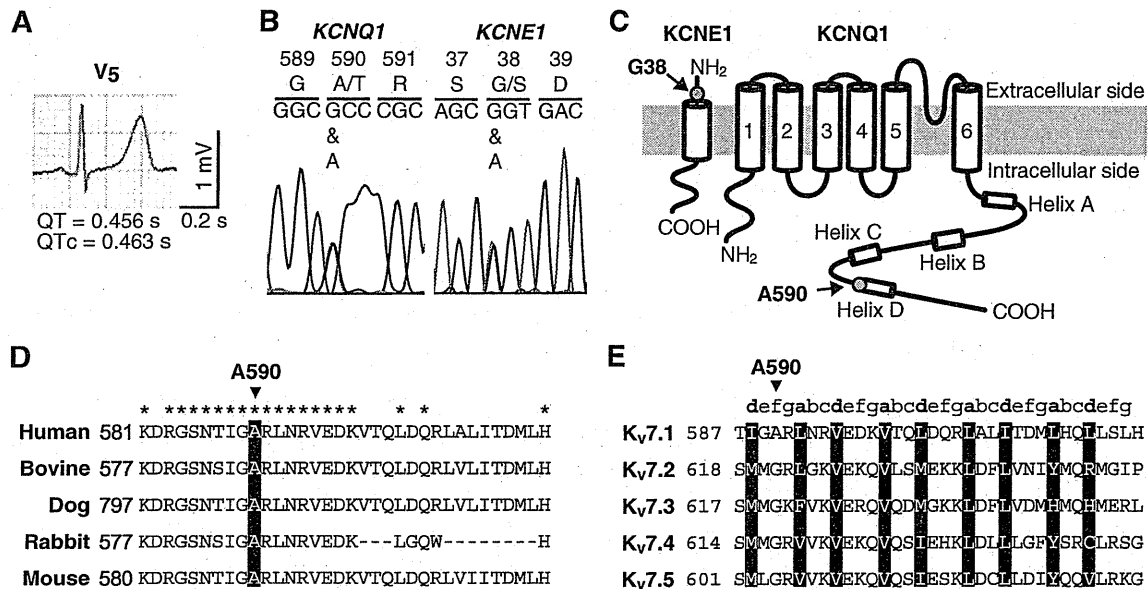 A
V5
1 mV
0.2 s
QT = 0.456 s
QTc = 0.463 s
B
KCNQ1 KCNE1
589 590 591 37 38 39
G A/T R S G/S D
GGC GCC CGC AGC GGT GAC
& &
A A
C
KCNE1 KCNQ1
G38 NH2
Extracellular side
1 2 3 4 5 6
Intracellular side
COOH
NH2
Helix A
Helix B
Helix C
A590
Helix D
COOH
D
A590
* **************** * * *
Human 581 KDRGSNTIGARLNRVEDKVTQLDQRLALITDMLH
Bovine 577 KDRGSNTIGARLNRVEDKVTQLDQRLVLITDMLH
Dog 797 KDRGSNTIGARLNRVEDKVTQLDQRLVLITDMLH
Rabbit 577 KDRGSNTIGARLNRVEDK---LGQW--------H
Mouse 580 KDRGSNTIGARLNRVEDKVTQLDQRLVIITDMLH
E
A590
defgabcdefgabcdefgabcdefgabcdefg
KV7.1 587 TIGARLNRVEDKVTQLDQRLALITDMLHQLLSLH
KV7.2 618 SMMGRLGKVEKQVLSMEKKLDFLVNIYMQRMGIP
KV7.3 617 SMMGKFVKVERQVQDMGKKLDFLVDMHMQHMERL
KV7.4 614 SMMGRVVKVEKQVQSIEHKLDLLLGFYSRCLRSG
KV7.5 601 SMLGRVVKVEKQVQSIESKLDCLLDIYQQVLRKG